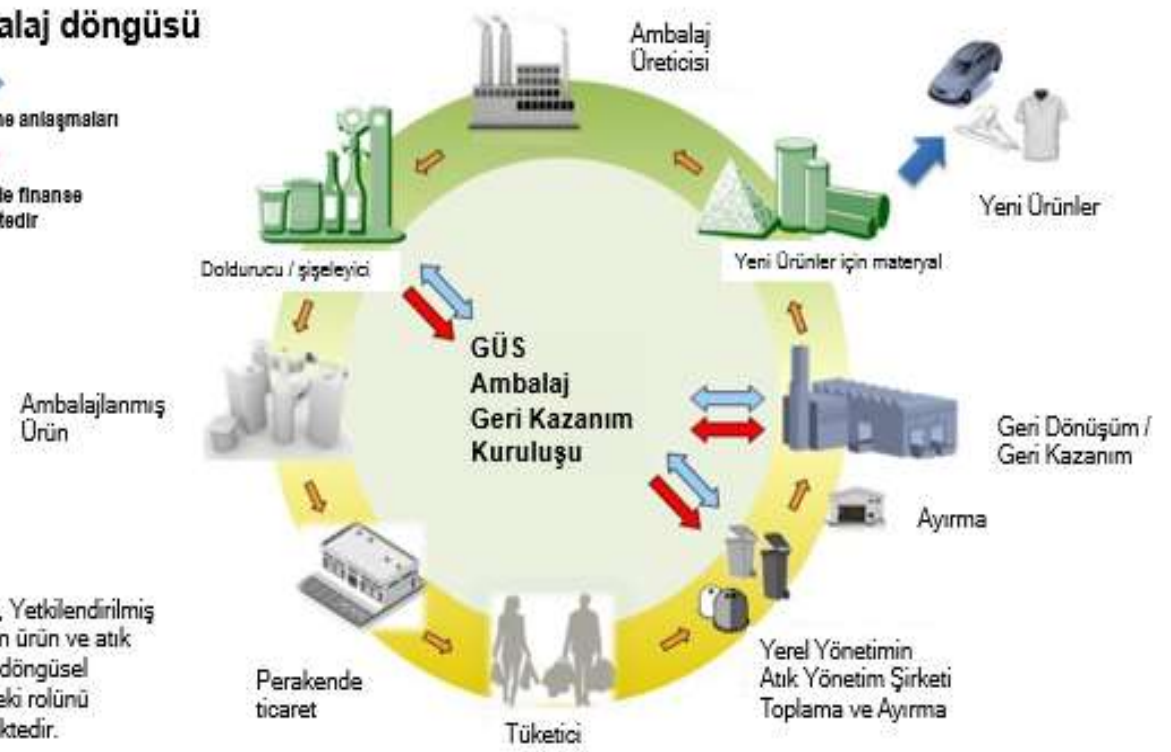 alaj döngüsü
ne anlaşmaları
le finanse
tedir
Ambalaj
Üreticisi
Yeni Ürünler
Doldurucu / şişeleyici
Yeni Ürünler için materyal
GÜS
Ambalaj
Geri Kazanım
Kuruluşu
Ambalajlanmış
Ürün
Geri Dönüşüm /
Geri Kazanım
Ayırma
, Yetkilendirilmiş
n ürün ve atık
döngüsel
eki rolünü
ktedir.
Perakende
ticaret
Tüketici
Yerel Yönetimin
Atık Yönetim Şirketi
Toplama ve Ayırma